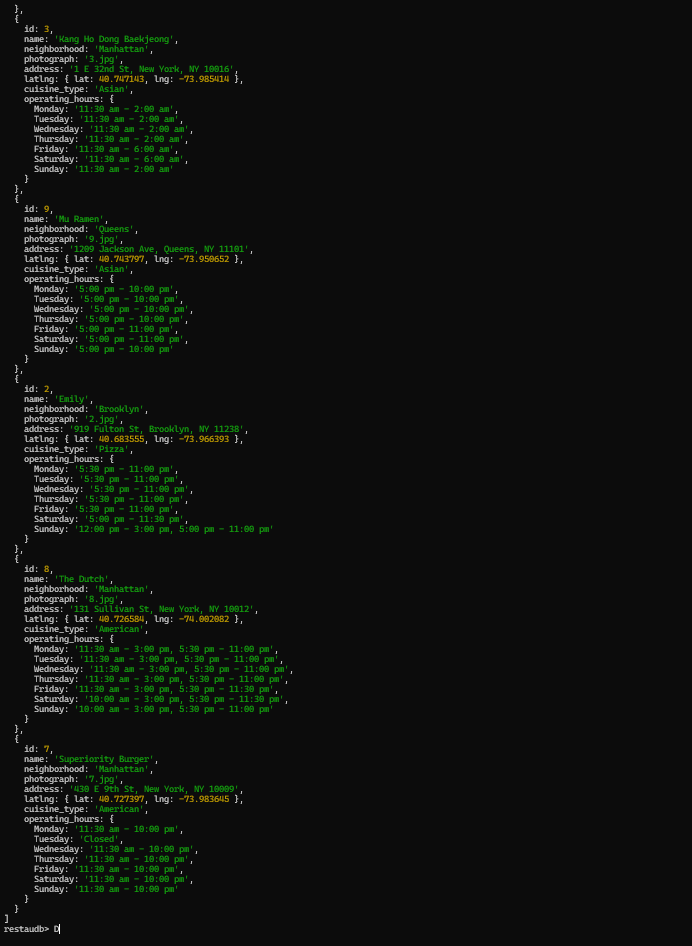 },
  {
    id: 3,
    name: 'Kang Ho Dong Baekjeong',
    neighborhood: 'Manhattan',
    photograph: '3.jpg',
    address: '1 E 32nd St, New York, NY 10016',
    latlng: { lat: 40.747143, lng: -73.985414 },
    cuisine_type: 'Asian',
    operating_hours: {
      Monday: '11:30 am - 2:00 am',
      Tuesday: '11:30 am - 2:00 am',
      Wednesday: '11:30 am - 2:00 am',
      Thursday: '11:30 am - 2:00 am',
      Friday: '11:30 am - 6:00 am',
      Saturday: '11:30 am - 6:00 am',
      Sunday: '11:30 am - 2:00 am'
    }
  },
  {
    id: 9,
    name: 'Mu Ramen',
    neighborhood: 'Queens',
    photograph: '9.jpg',
    address: '1209 Jackson Ave, Queens, NY 11101',
    latlng: { lat: 40.743797, lng: -73.950652 },
    cuisine_type: 'Asian',
    operating_hours: {
      Monday: '5:00 pm - 10:00 pm',
      Tuesday: '5:00 pm - 10:00 pm',
      Wednesday: '5:00 pm - 10:00 pm',
      Thursday: '5:00 pm - 10:00 pm',
      Friday: '5:00 pm - 11:00 pm',
      Saturday: '5:00 pm - 11:00 pm',
      Sunday: '5:00 pm - 10:00 pm'
    }
  },
  {
    id: 2,
    name: 'Emily',
    neighborhood: 'Brooklyn',
    photograph: '2.jpg',
    address: '919 Fulton St, Brooklyn, NY 11238',
    latlng: { lat: 40.683555, lng: -73.966393 },
    cuisine_type: 'Pizza',
    operating_hours: {
      Monday: '5:30 pm - 11:00 pm',
      Tuesday: '5:30 pm - 11:00 pm',
      Wednesday: '5:30 pm - 11:00 pm',
      Thursday: '5:30 pm - 11:00 pm',
      Friday: '5:30 pm - 11:00 pm',
      Saturday: '5:00 pm - 11:30 pm',
      Sunday: '12:00 pm - 3:00 pm, 5:00 pm - 11:00 pm'
    }
  },
  {
    id: 8,
    name: 'The Dutch',
    neighborhood: 'Manhattan',
    photograph: '8.jpg',
    address: '131 Sullivan St, New York, NY 10012',
    latlng: { lat: 40.726584, lng: -74.002082 },
    cuisine_type: 'American',
    operating_hours: {
      Monday: '11:30 am - 3:00 pm, 5:30 pm - 11:00 pm',
      Tuesday: '11:30 am - 3:00 pm, 5:30 pm - 11:00 pm',
      Wednesday: '11:30 am - 3:00 pm, 5:30 pm - 11:00 pm',
      Thursday: '11:30 am - 3:00 pm, 5:30 pm - 11:00 pm',
      Friday: '11:30 am - 3:00 pm, 5:30 pm - 11:30 pm',
      Saturday: '10:00 am - 3:00 pm, 5:30 pm - 11:30 pm',
      Sunday: '10:00 am - 3:00 pm, 5:30 pm - 11:00 pm'
    }
  },
  {
    id: 7,
    name: 'Superiority Burger',
    neighborhood: 'Manhattan',
    photograph: '7.jpg',
    address: '430 E 9th St, New York, NY 10009',
    latlng: { lat: 40.727397, lng: -73.983645 },
    cuisine_type: 'American',
    operating_hours: {
      Monday: '11:30 am - 10:00 pm',
      Tuesday: 'Closed',
      Wednesday: '11:30 am - 10:00 pm',
      Thursday: '11:30 am - 10:00 pm',
      Friday: '11:30 am - 10:00 pm',
      Saturday: '11:30 am - 10:00 pm',
      Sunday: '11:30 am - 10:00 pm'
    }
  }
]
restaudb> D